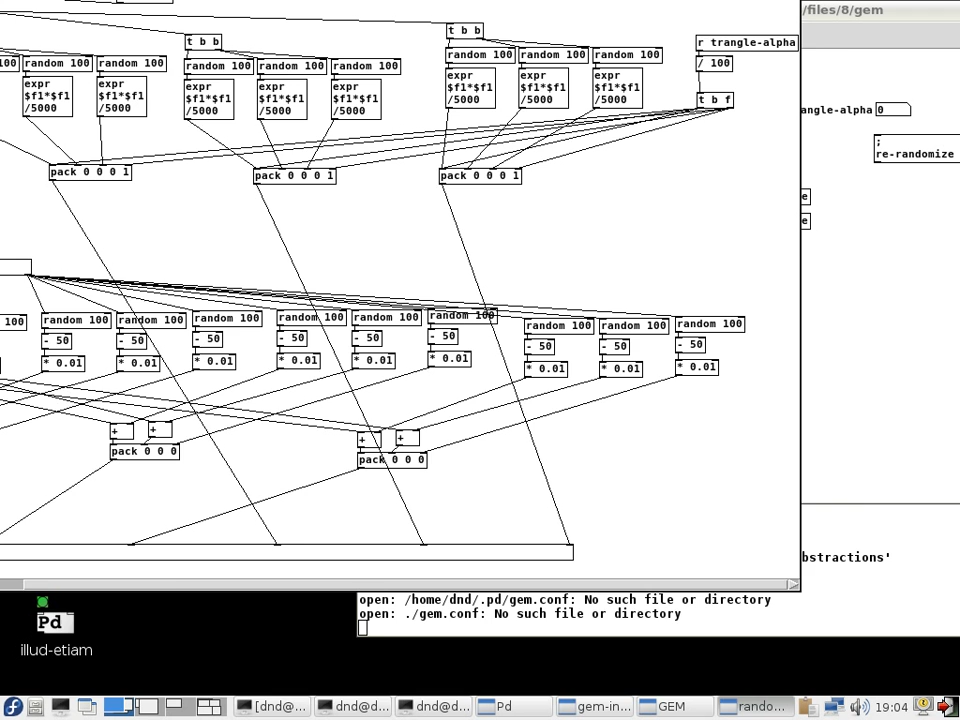 /files/8/gem
t b b
t b b
r trangle-alpha
100
random 100
random 100
random 100
random 100
random 100
random 100
random 100
random 100
/ 100
expr
$f1*$f1
/5000
expr
$f1*$f1
/5000
expr
$f1*$f1
/5000
expr
$f1*$f1
/5000
expr
$f1*$f1
/5000
expr
$f1*$f1
/5000
expr
$f1*$f1
/5000
expr
$f1*$f1
/5000
t b f
angle-alpha 0
;
re-randomize
pack 0 0 0 1
pack 0 0 0 1
pack 0 0 0 1
e
e
100
random 100
random 100
random 100
random 100
random 100
random 100
random 100
random 100
random 100
- 50
- 50
- 50
- 50
- 50
- 50
- 50
- 50
- 50
* 0.01
* 0.01
* 0.01
* 0.01
* 0.01
* 0.01
* 0.01
* 0.01
* 0.01
+
+
+
+
pack 0 0 0
pack 0 0 0
bstractions'
open: /home/dnd/.pd/gem.conf: No such file or directory
open: ./gem.conf: No such file or directory
Pd
illud-etiam
[dnd@...
dnd@d...
dnd@d...
Pd
gem-in...
GEM
rando...
19:04